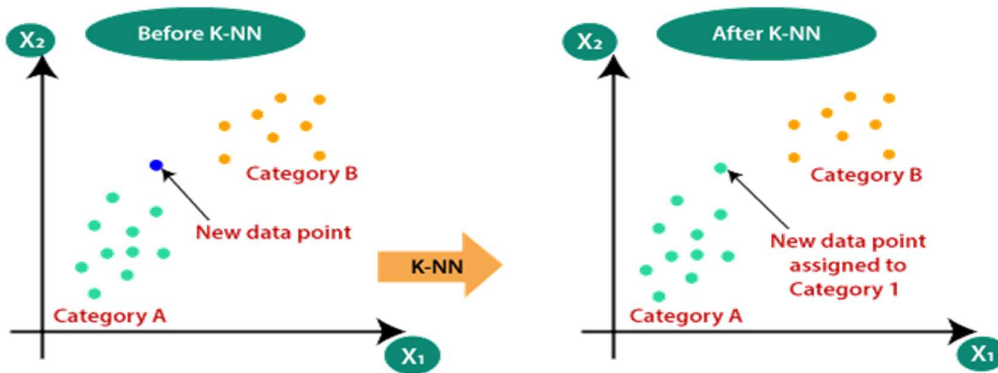 Before K-NN
X₂
Category B
New data point
Category A
X₁
K-NN
After K-NN
X₂
Category B
New data point
assigned to
Category 1
Category A
X₁